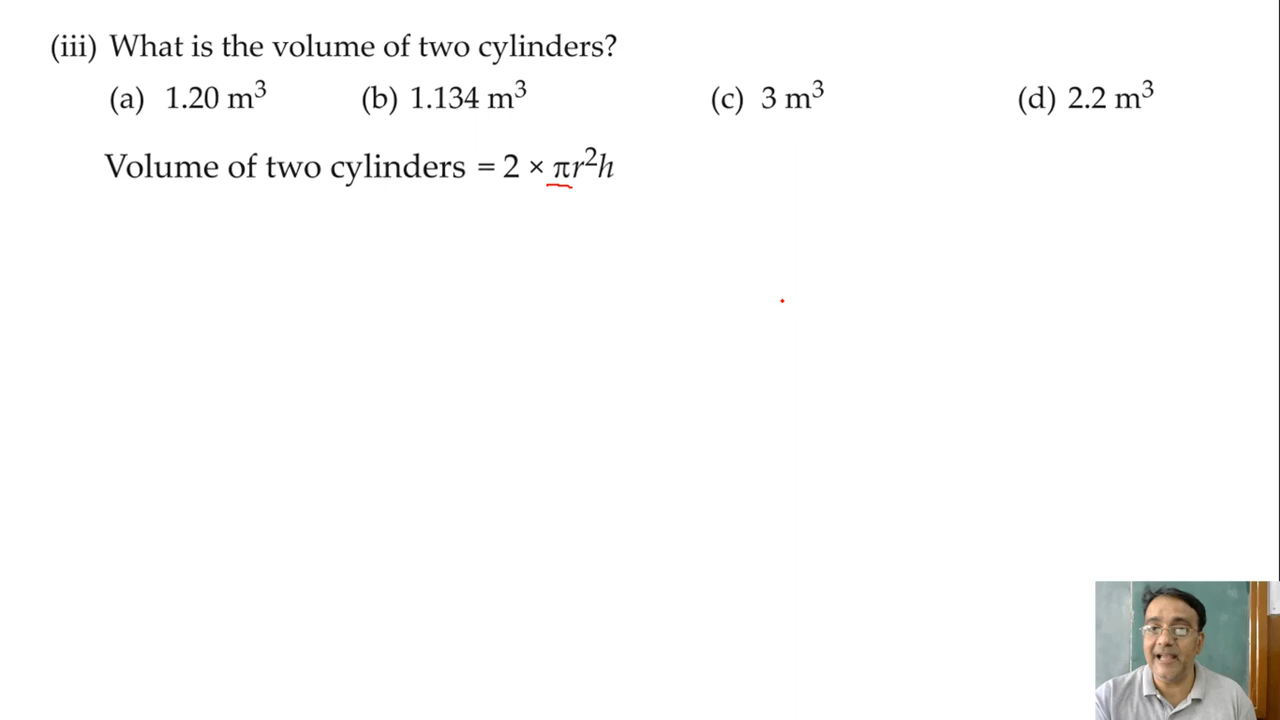 (iii) What is the volume of two cylinders?
(a) 1.20 m³ (b) 1.134 m³ (c) 3 m³ (d) 2.2 m³
Volume of two cylinders = 2 × πr²h